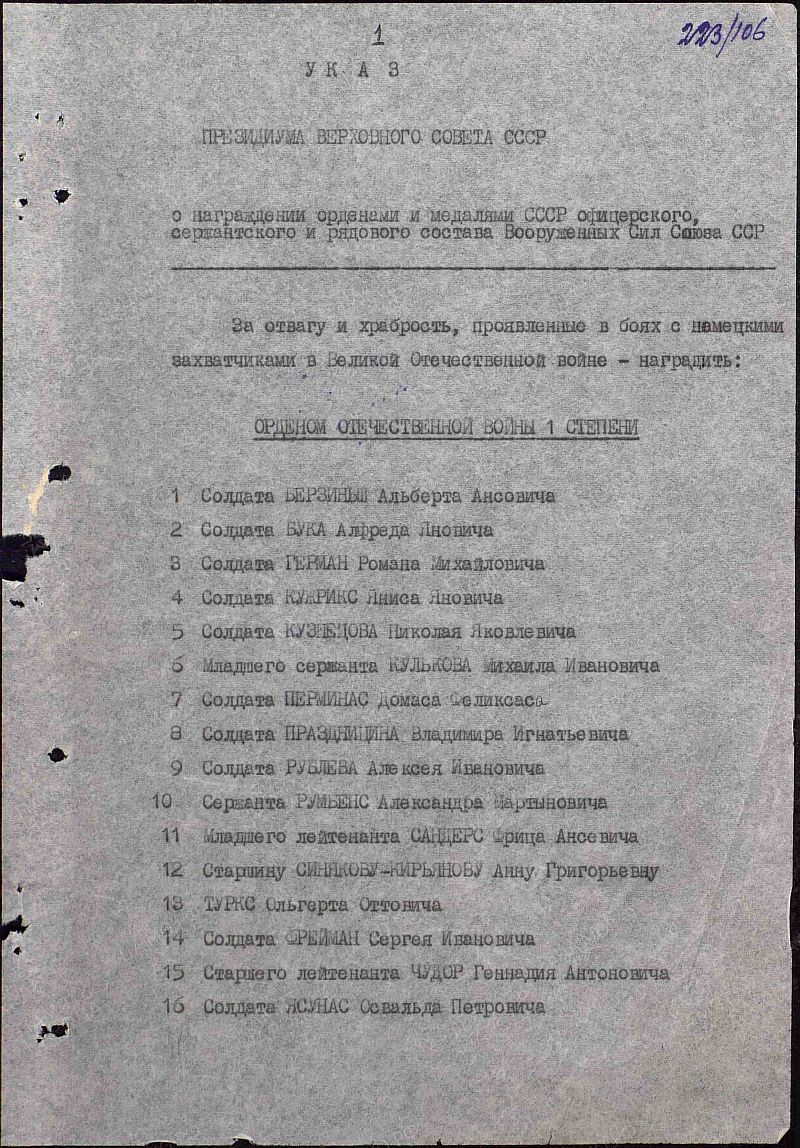 1
223/106
У К А З
ПРЕЗИДИУМА ВЕРХОВНОГО СОВЕТА СССР
о награждении орденами и медалями СССР офицерского,
сержантского и рядового состава Вооруженных Сил Союза ССР
За отвагу и храбрость, проявленные в боях с немецкими
захватчиками в Великой Отечественной войне – наградить:
ОРДЕНОМ ОТЕЧЕСТВЕННОЙ ВОЙНЫ 1 СТЕПЕНИ
1 Солдата БЕРЗИНЬШ Альберта Ансовича
2 Солдата БУКА Алфреда Яновича
3 Солдата ГЕРМАН Романа Михайловича
4 Солдата Яниса Яновича
5 Солдата КУЗНЕЦОВА Николая Яковлевича
6 Младшего сержанта КУЛЬКОВА Михаила Ивановича
7 Солдата ПЕРМИНАС Домаса Феликсаса
8 Солдата ПРАЗДНИЦИНА Владимира Игнатьевича
9 Солдата РУБЛЕВА Алексея Ивановича
10 Сержанта РУМБЕНС Александра Мартыновича
11 Младшего лейтенанта САНДЕРС Фрица Ансевича
12 Старшину СИНЯКОВУ-КИРЬЯНОВУ Анну Григорьевну
13 ТУРКС Ольгерта Оттовича
14 Солдата ФРЕЙМАН Сергея Ивановича
15 Старшего лейтенанта ЧУДОР Геннадия Антоновича
16 Солдата ЯСУНАС Освальда Петровича